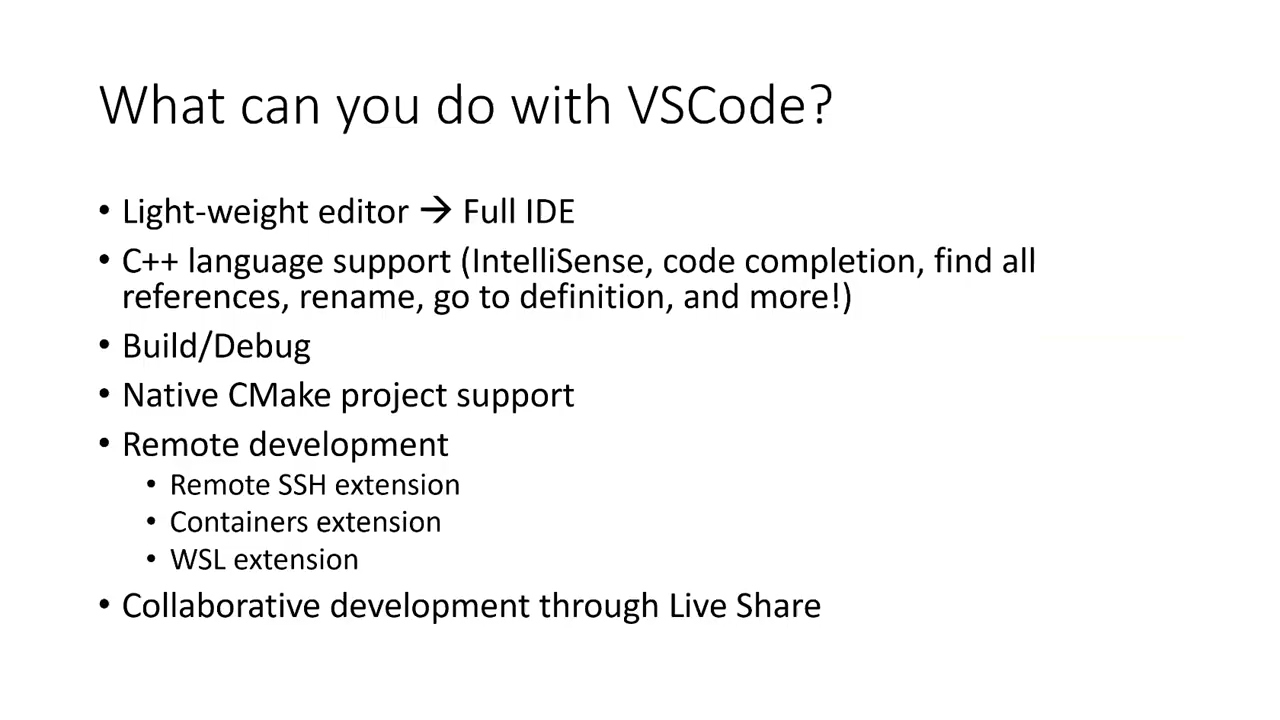 What can you do with VSCode?
• Light-weight editor → Full IDE
• C++ language support (IntelliSense, code completion, find all
references, rename, go to definition, and more!)
• Build/Debug
• Native CMake project support
• Remote development
• Remote SSH extension
• Containers extension
• WSL extension
• Collaborative development through Live Share